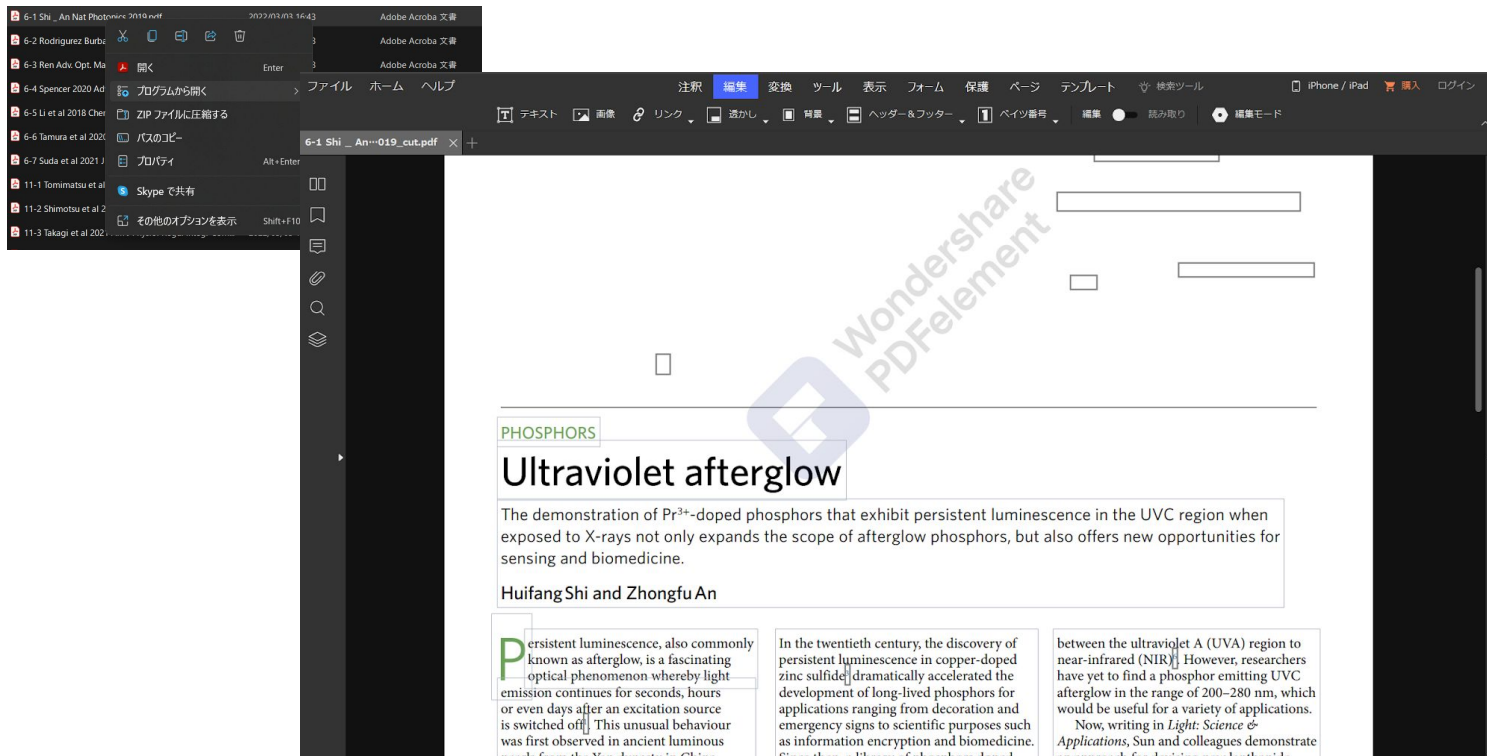 6-1 Shi _ An Nat Photonics 2019.pdf 2022/03/03 16:43 Adobe Acroba 文書
6-2 Rodrigurez Burba Adobe Acroba 文書
6-3 Ren Adv. Opt. Ma Adobe Acroba 文書
6-4 Spencer 2020 Ad
6-5 Li et al 2018 Cher
6-6 Tamura et al 2020
6-7 Suda et al 2021 J
11-1 Tomimatsu et al
11-2 Shimotsu et al 2
11-3 Takagi et al 202
開く Enter
プログラムから開く
ZIP ファイルに圧縮する
パスのコピー
プロパティ Alt+Enter
Skype で共有
その他のオプションを表示 Shift+F10
ファイル ホーム ヘルプ 注釈 編集 変換 ツール 表示 フォーム 保護 ページ テンプレート 検索ツール iPhone / iPad 購入 ログイン
テキスト 画像 リンク 透かし 背景 ヘッダー&フッター ベイツ番号 編集 読み取り 編集モード
6-1 Shi _ An…019_cut.pdf
Wondershare
PDFelement
PHOSPHORS
Ultraviolet afterglow
The demonstration of Pr³⁺-doped phosphors that exhibit persistent luminescence in the UVC region when
exposed to X-rays not only expands the scope of afterglow phosphors, but also offers new opportunities for
sensing and biomedicine.
Huifang Shi and Zhongfu An
Persistent luminescence, also commonly
known as afterglow, is a fascinating
optical phenomenon whereby light
emission continues for seconds, hours
or even days after an excitation source
is switched off. This unusual behaviour
was first observed in ancient luminous
In the twentieth century, the discovery of
persistent luminescence in copper-doped
zinc sulfide dramatically accelerated the
development of long-lived phosphors for
applications ranging from decoration and
emergency signs to scientific purposes such
as information encryption and biomedicine.
between the ultraviolet A (UVA) region to
near-infrared (NIR). However, researchers
have yet to find a phosphor emitting UVC
afterglow in the range of 200–280 nm, which
would be useful for a variety of applications.
Now, writing in Light: Science &
Applications, Sun and colleagues demonstrate